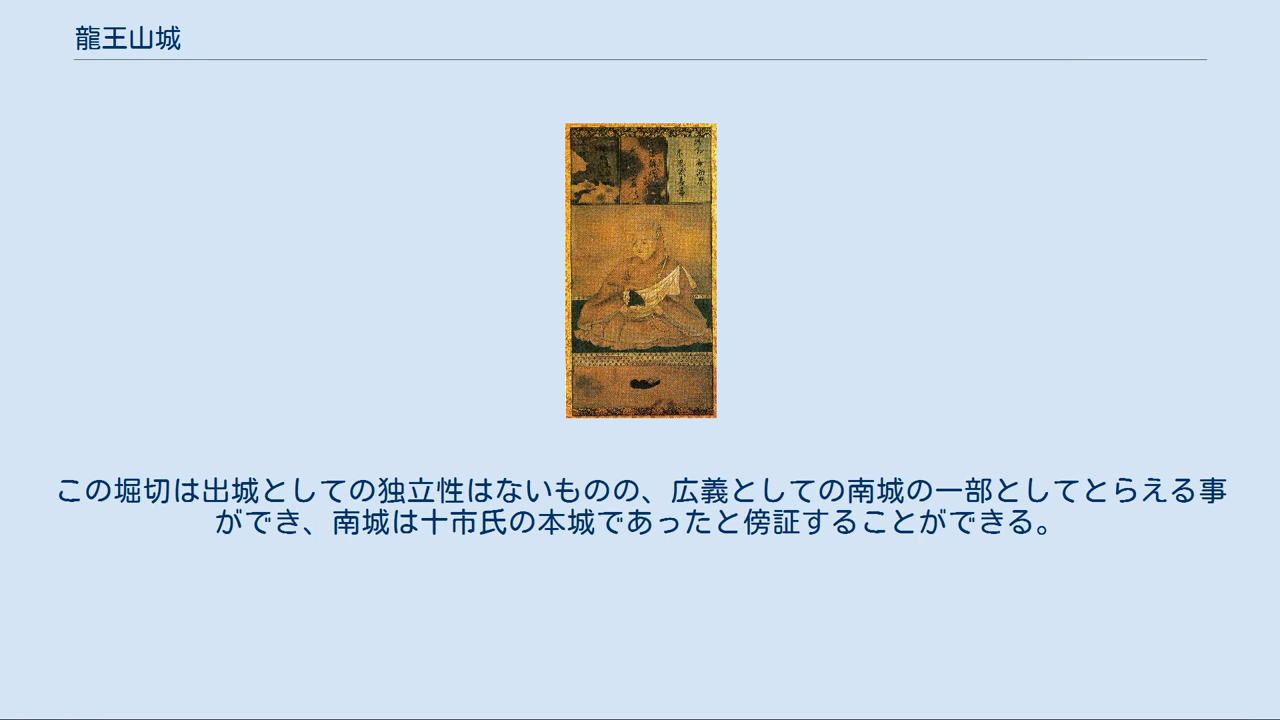 龍王山城
この堀切は出城としての独立性はないものの、広義としての南城の一部としてとらえる事
ができ、南城は十市氏の本城であったと傍証することができる。